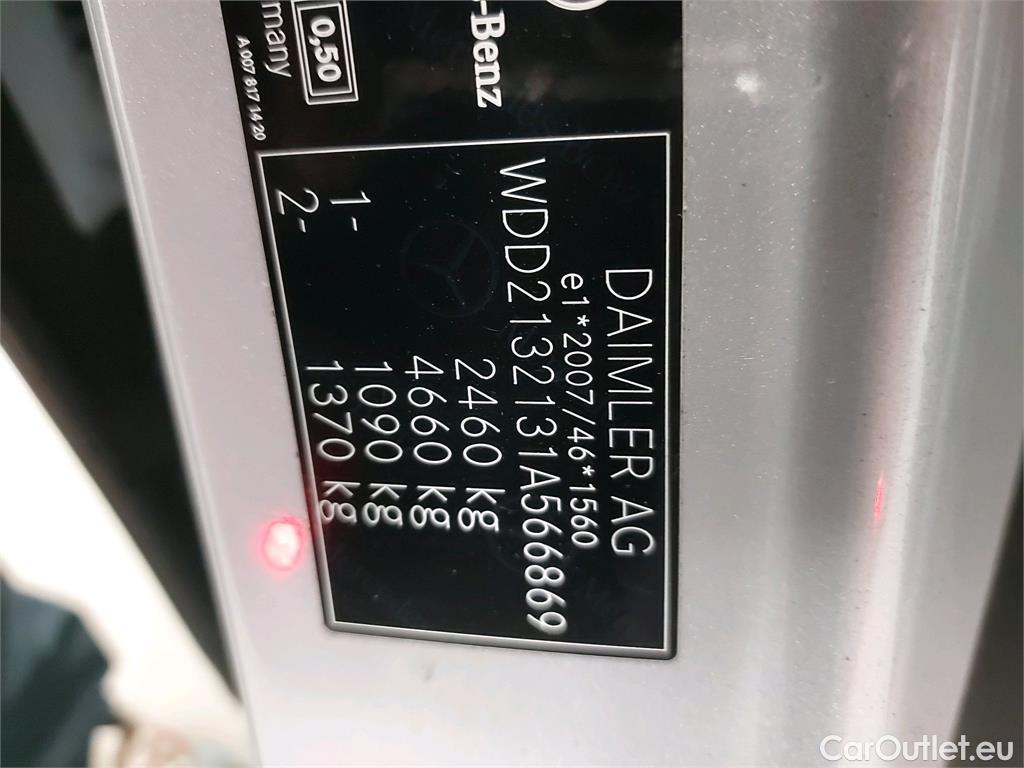 -Benz
0,50
many
A 007 817 14 20
DAIMLER AG
e1*2007/46*1560
WDD2132131A566869
2460 kg
4660 kg
1- 1090 kg
2- 1370 kg
CarOutlet.eu